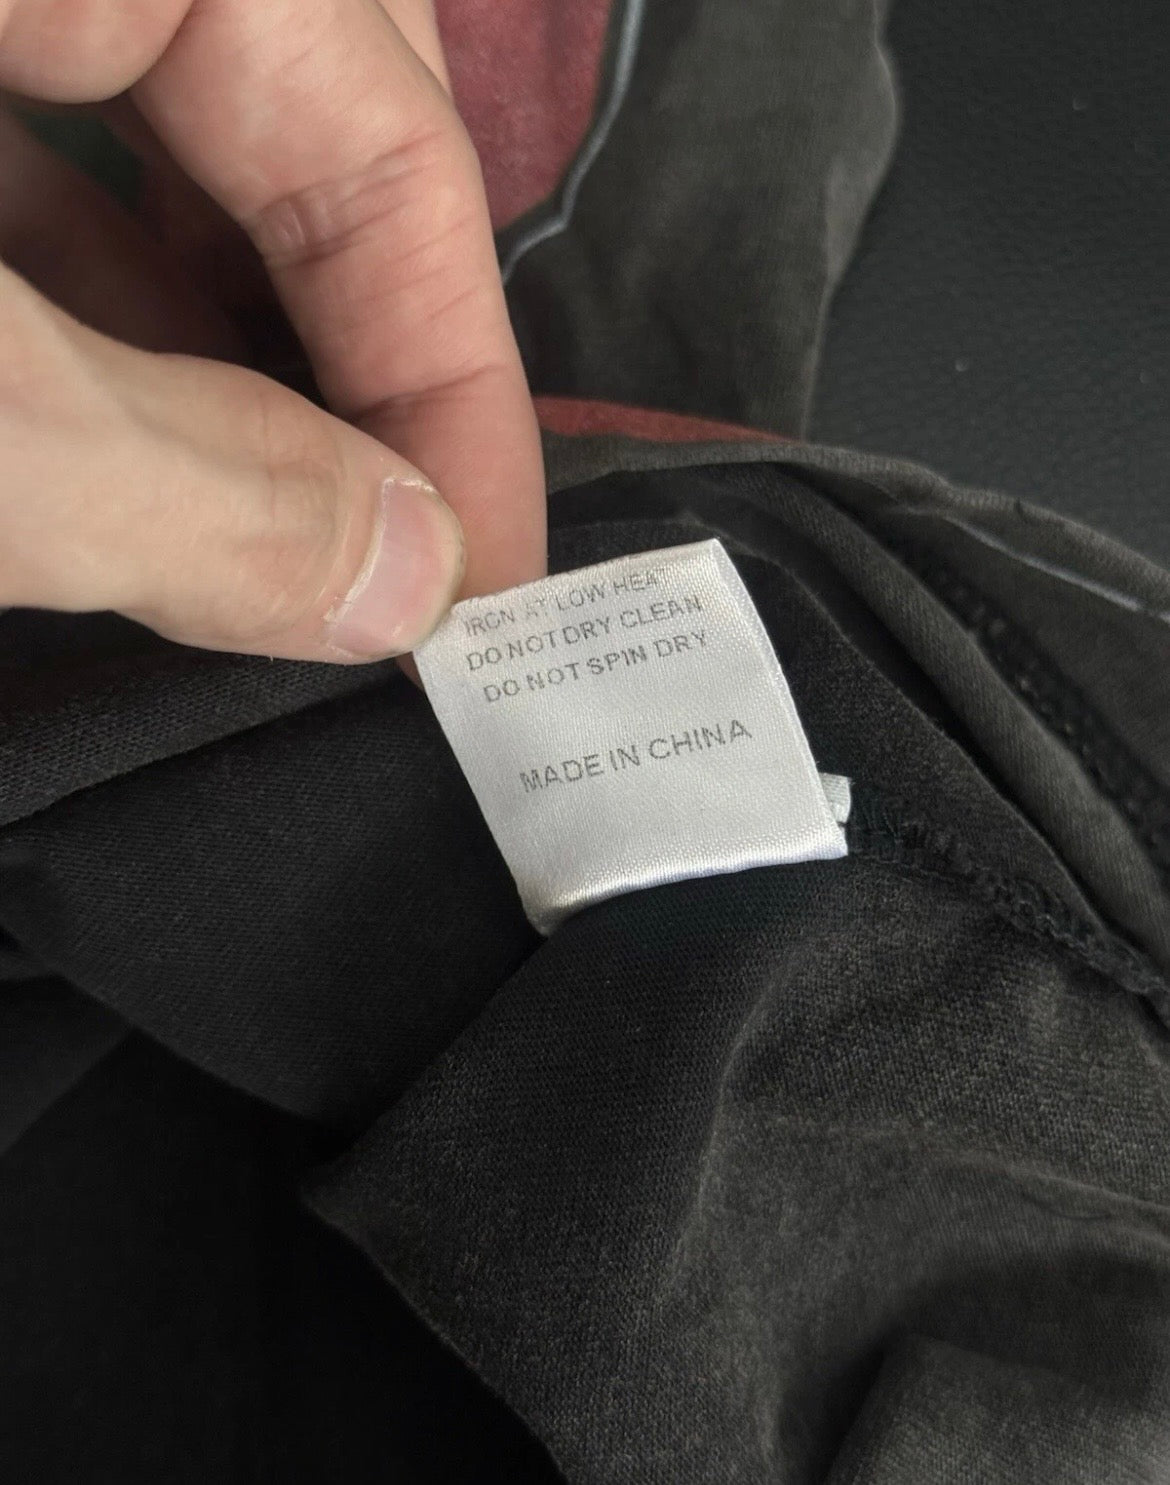 IRON AT LOW HEAT
DO NOT DRY CLEAN
DO NOT SPIN DRY
MADE IN CHINA